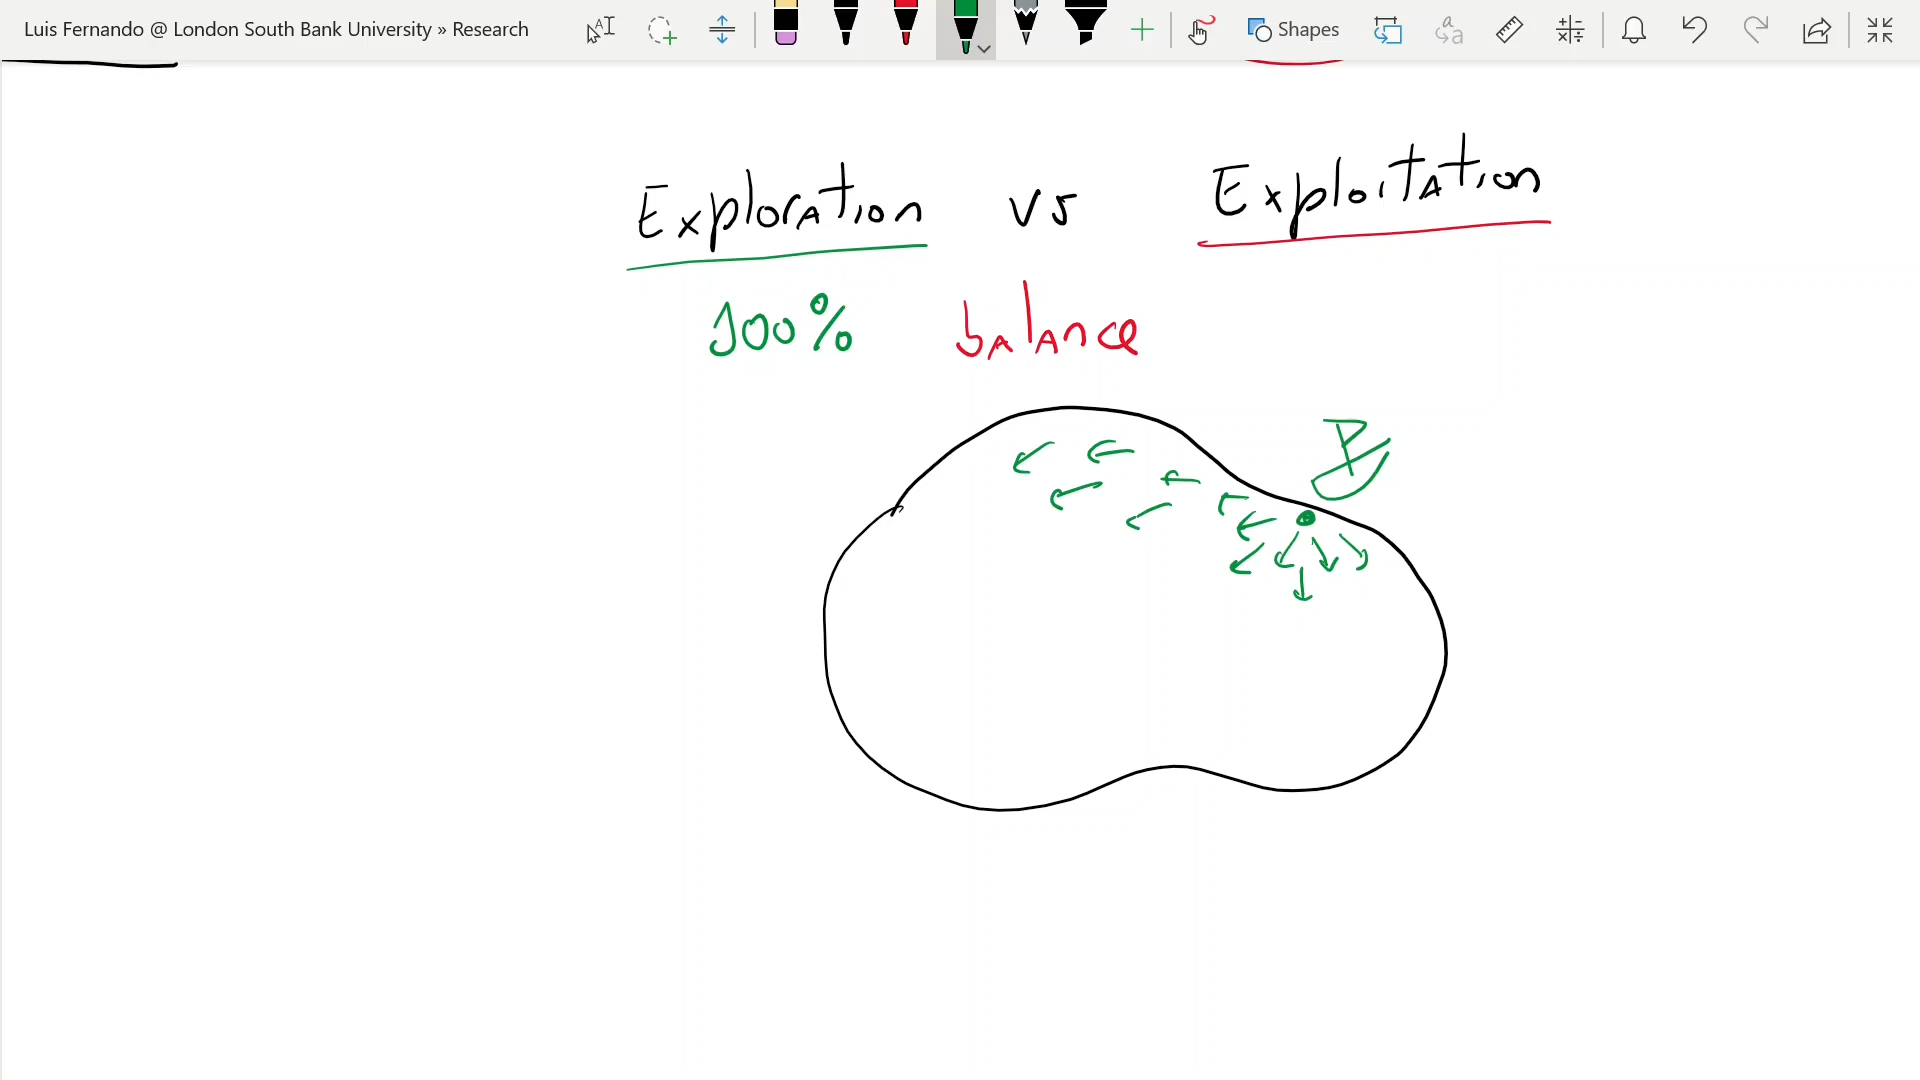 Luis Fernando @ London South Bank University » Research
Shapes
Exploration vs Exploitation
100% balance